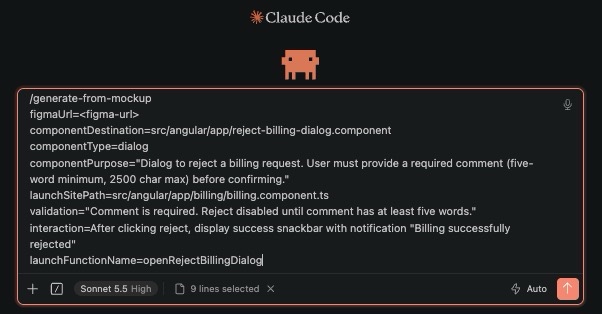 Claude Code
/generate-from-mockup
figmaUrl=<figma-url>
componentDestination=src/angular/app/reject-billing-dialog.component
componentType=dialog
componentPurpose="Dialog to reject a billing request. User must provide a required comment (five-
word minimum, 2500 char max) before confirming."
launchSitePath=src/angular/app/billing/billing.component.ts
validation="Comment is required. Reject disabled until comment has at least five words."
interaction=After clicking reject, display success snackbar with notification "Billing successfully
rejected"
launchFunctionName=openRejectBillingDialog
Sonnet 5.5 High 9 lines selected Auto